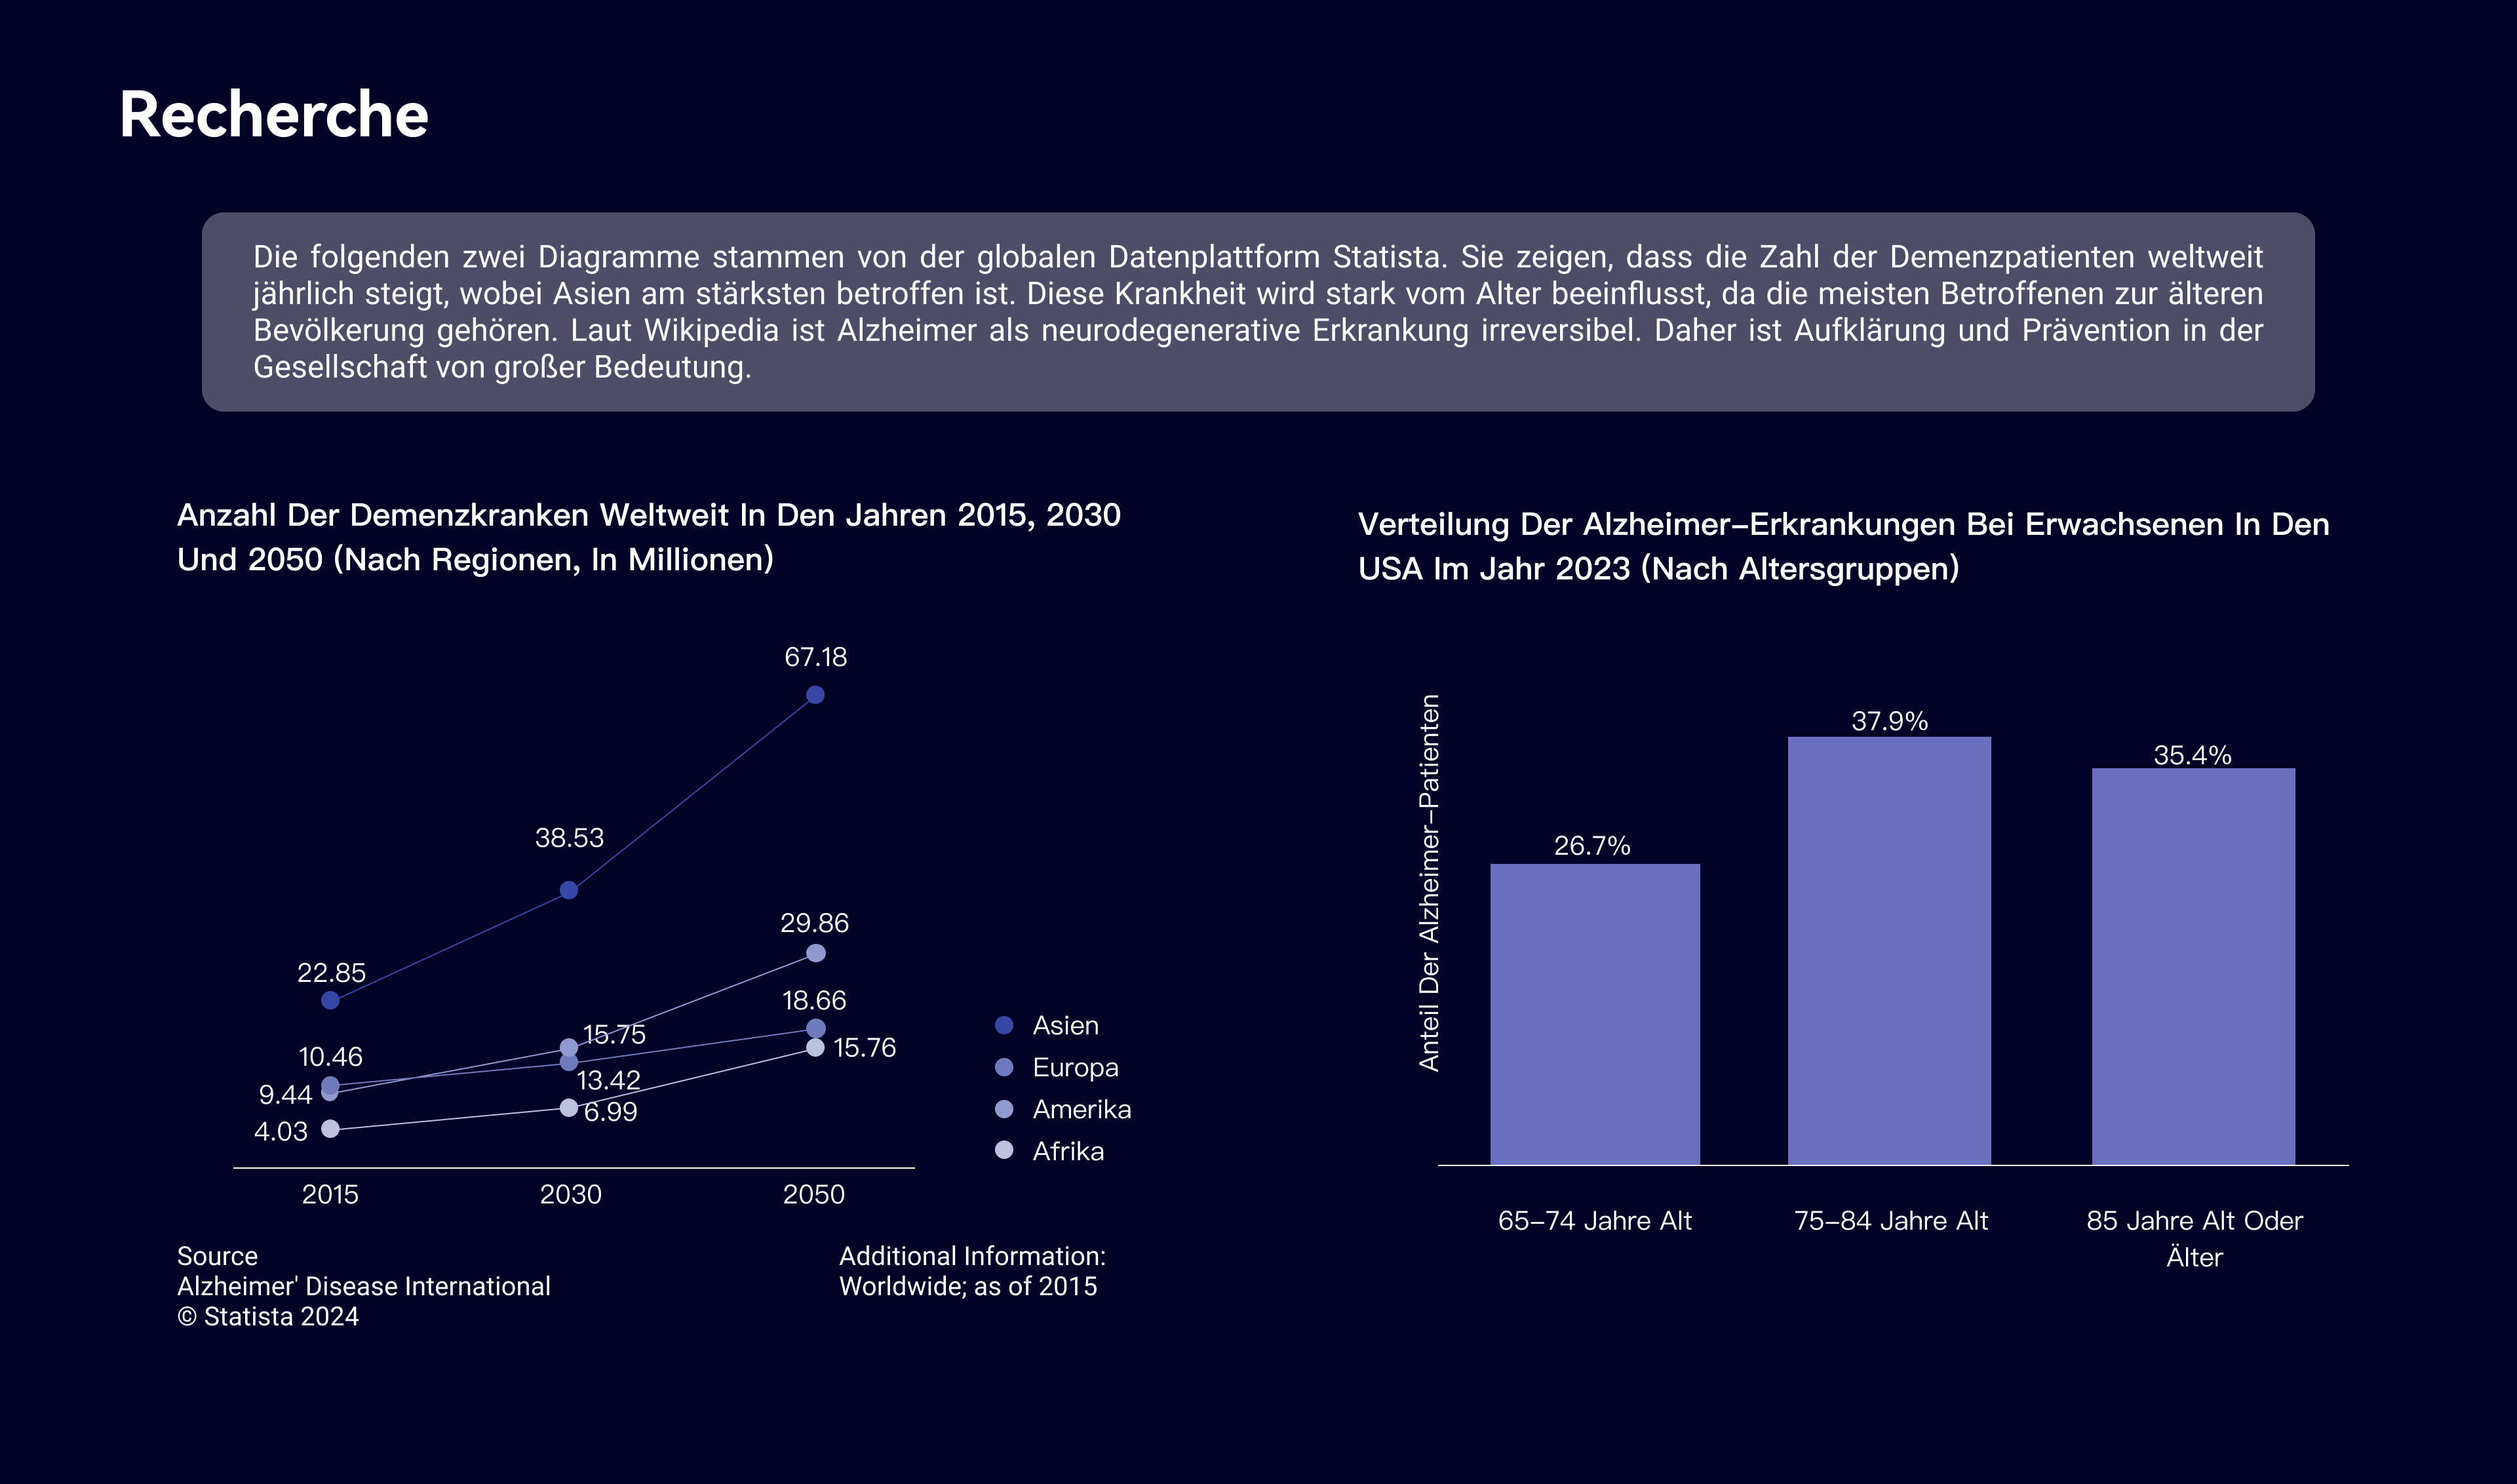 Recherche
Die folgenden zwei Diagramme stammen von der globalen Datenplattform Statista. Sie zeigen, dass die Zahl der Demenzpatienten weltweit
jährlich steigt, wobei Asien am stärksten betroffen ist. Diese Krankheit wird stark vom Alter beeinflusst, da die meisten Betroffenen zur älteren
Bevölkerung gehören. Laut Wikipedia ist Alzheimer als neurodegenerative Erkrankung irreversibel. Daher ist Aufklärung und Prävention in der
Gesellschaft von großer Bedeutung.
Anzahl Der Demenzkranken Weltweit In Den Jahren 2015, 2030
Und 2050 (Nach Regionen, In Millionen)
67.18
38.53
29.86
22.85
18.66
15.75
15.76
10.46
13.42
9.44
6.99
4.03
Asien
Europa
Amerika
Afrika
2015 2030 2050
Source
Alzheimer' Disease International
© Statista 2024
Additional Information:
Worldwide; as of 2015
Verteilung Der Alzheimer-Erkrankungen Bei Erwachsenen In Den
USA Im Jahr 2023 (Nach Altersgruppen)
Anteil Der Alzheimer-Patienten
37.9%
35.4%
26.7%
65-74 Jahre Alt
75-84 Jahre Alt
85 Jahre Alt Oder
Älter